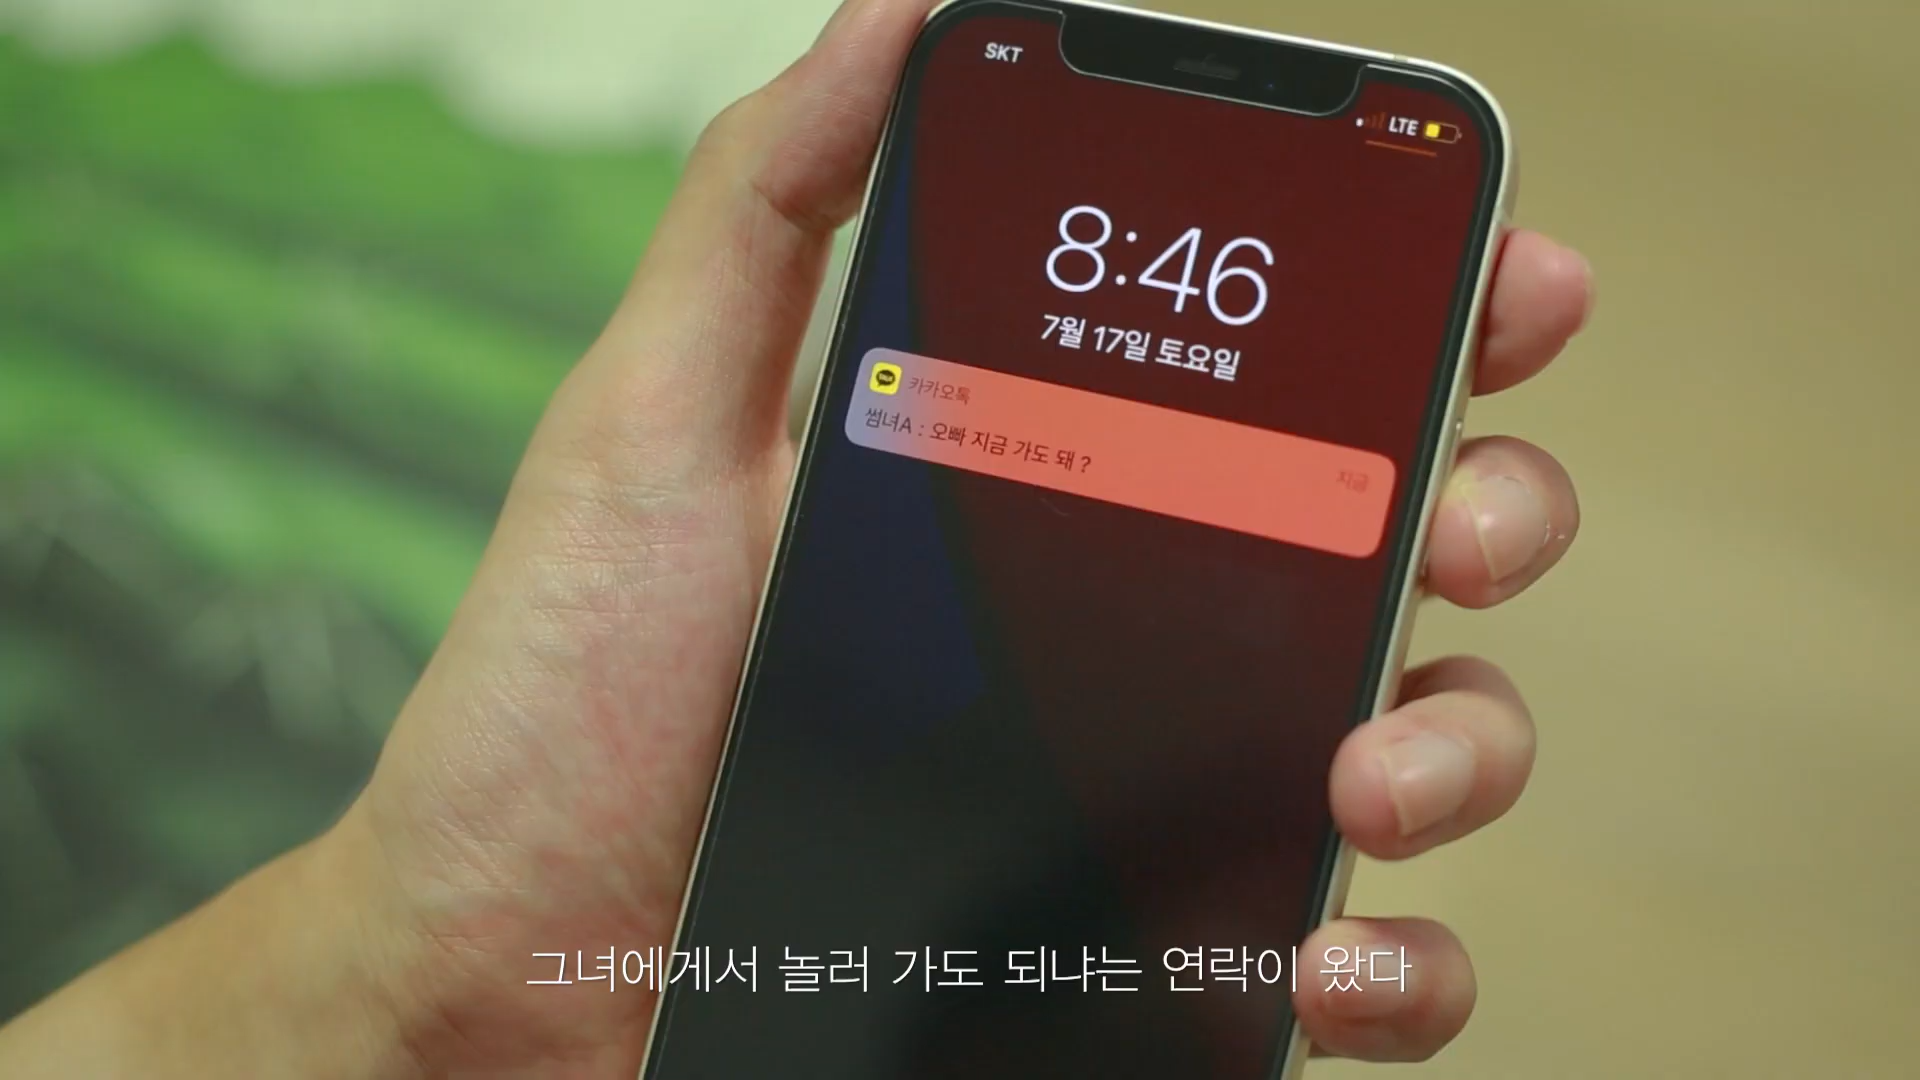 SKT
LTE
8:46
7월 17일 토요일
카카오톡
지금
썸녀A : 오빠 지금 가도 돼 ?
그녀에게서 놀러 가도 되냐는 연락이 왔다